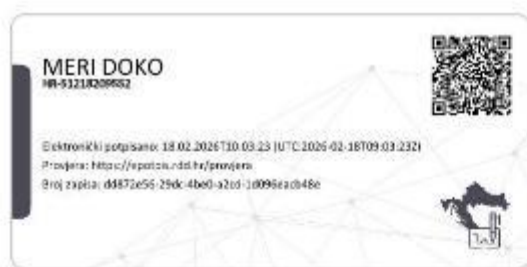 MERI DOKO
HR-51218209552
Elektronički potpisano: 18.02.2026T10:03:23 (UTC:2026-02-18T09:03:23Z)
Provjera: https://epotpis.rdd.hr/provjera
Broj zapisa: dd872e56-29dc-4be0-a2cd-1d096eacb48e